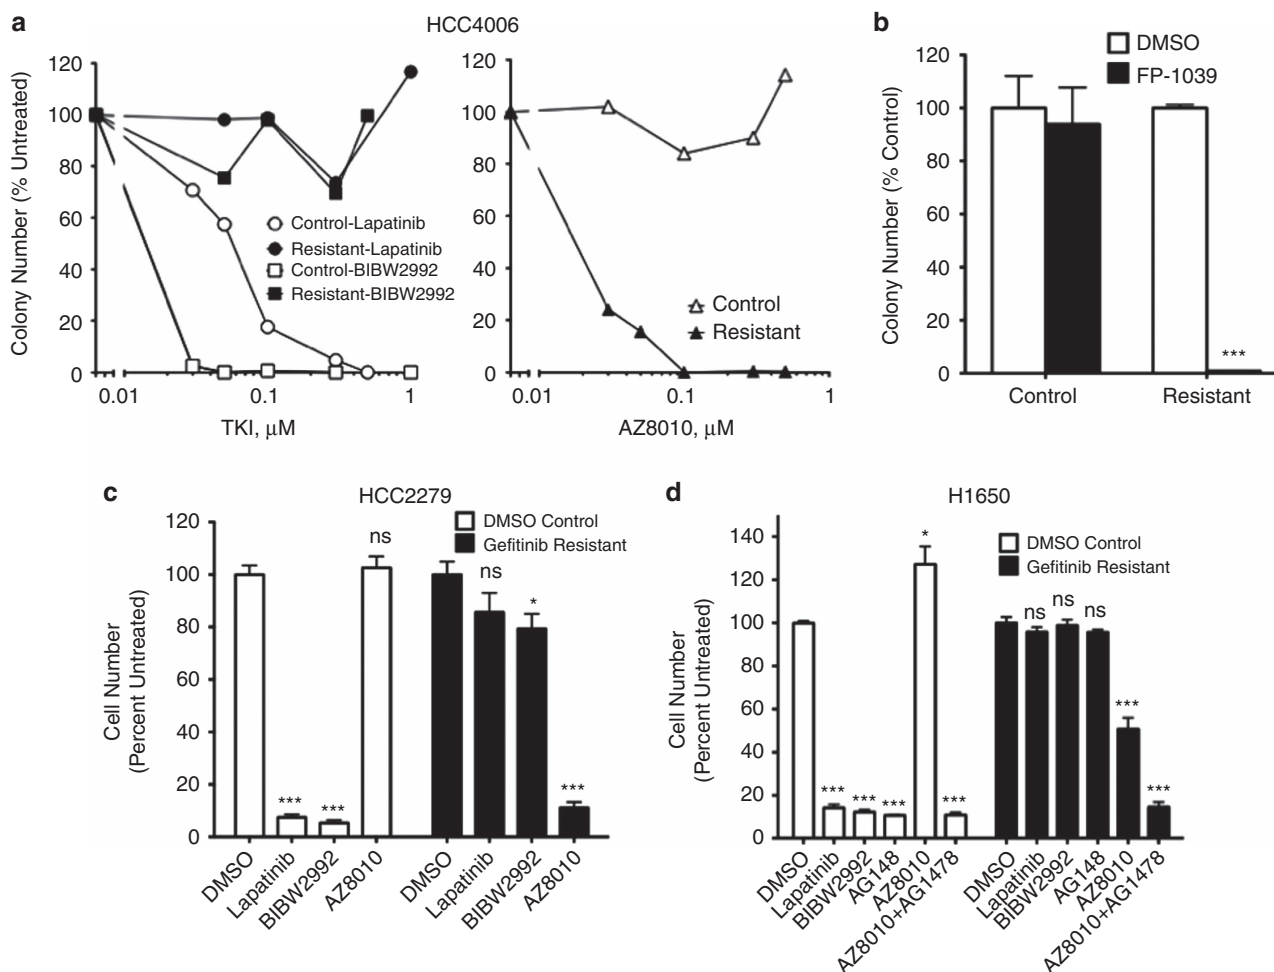 a
HCC4006
b
Colony Number (% Untreated)
120
100
80
60
40
20
0
0.01
0.1
1
TKI, μM
Control-Lapatinib
Resistant-Lapatinib
Control-BIBW2992
Resistant-BIBW2992
120
100
80
60
40
20
0
0.01
0.1
1
AZ8010, μM
Control
Resistant
Colony Number (% Control)
120
100
80
60
40
20
0
DMSO
FP-1039
***
Control
Resistant
c
HCC2279
Cell Number
(Percent Untreated)
120
100
80
60
40
20
0
DMSO Control
Gefitinib Resistant
*** *** ns ns * ***
DMSO
Lapatinib
BIBW2992
AZ8010
DMSO
Lapatinib
BIBW2992
AZ8010
d
H1650
Cell Number
(Percent Untreated)
140
120
100
80
60
40
20
0
DMSO Control
Gefitinib Resistant
*** *** *** * *** ns ns ns *** ***
DMSO
Lapatinib
BIBW2992
AG148
AZ8010
AZ8010+AG1478
DMSO
Lapatinib
BIBW2992
AG148
AZ8010
AZ8010+AG1478